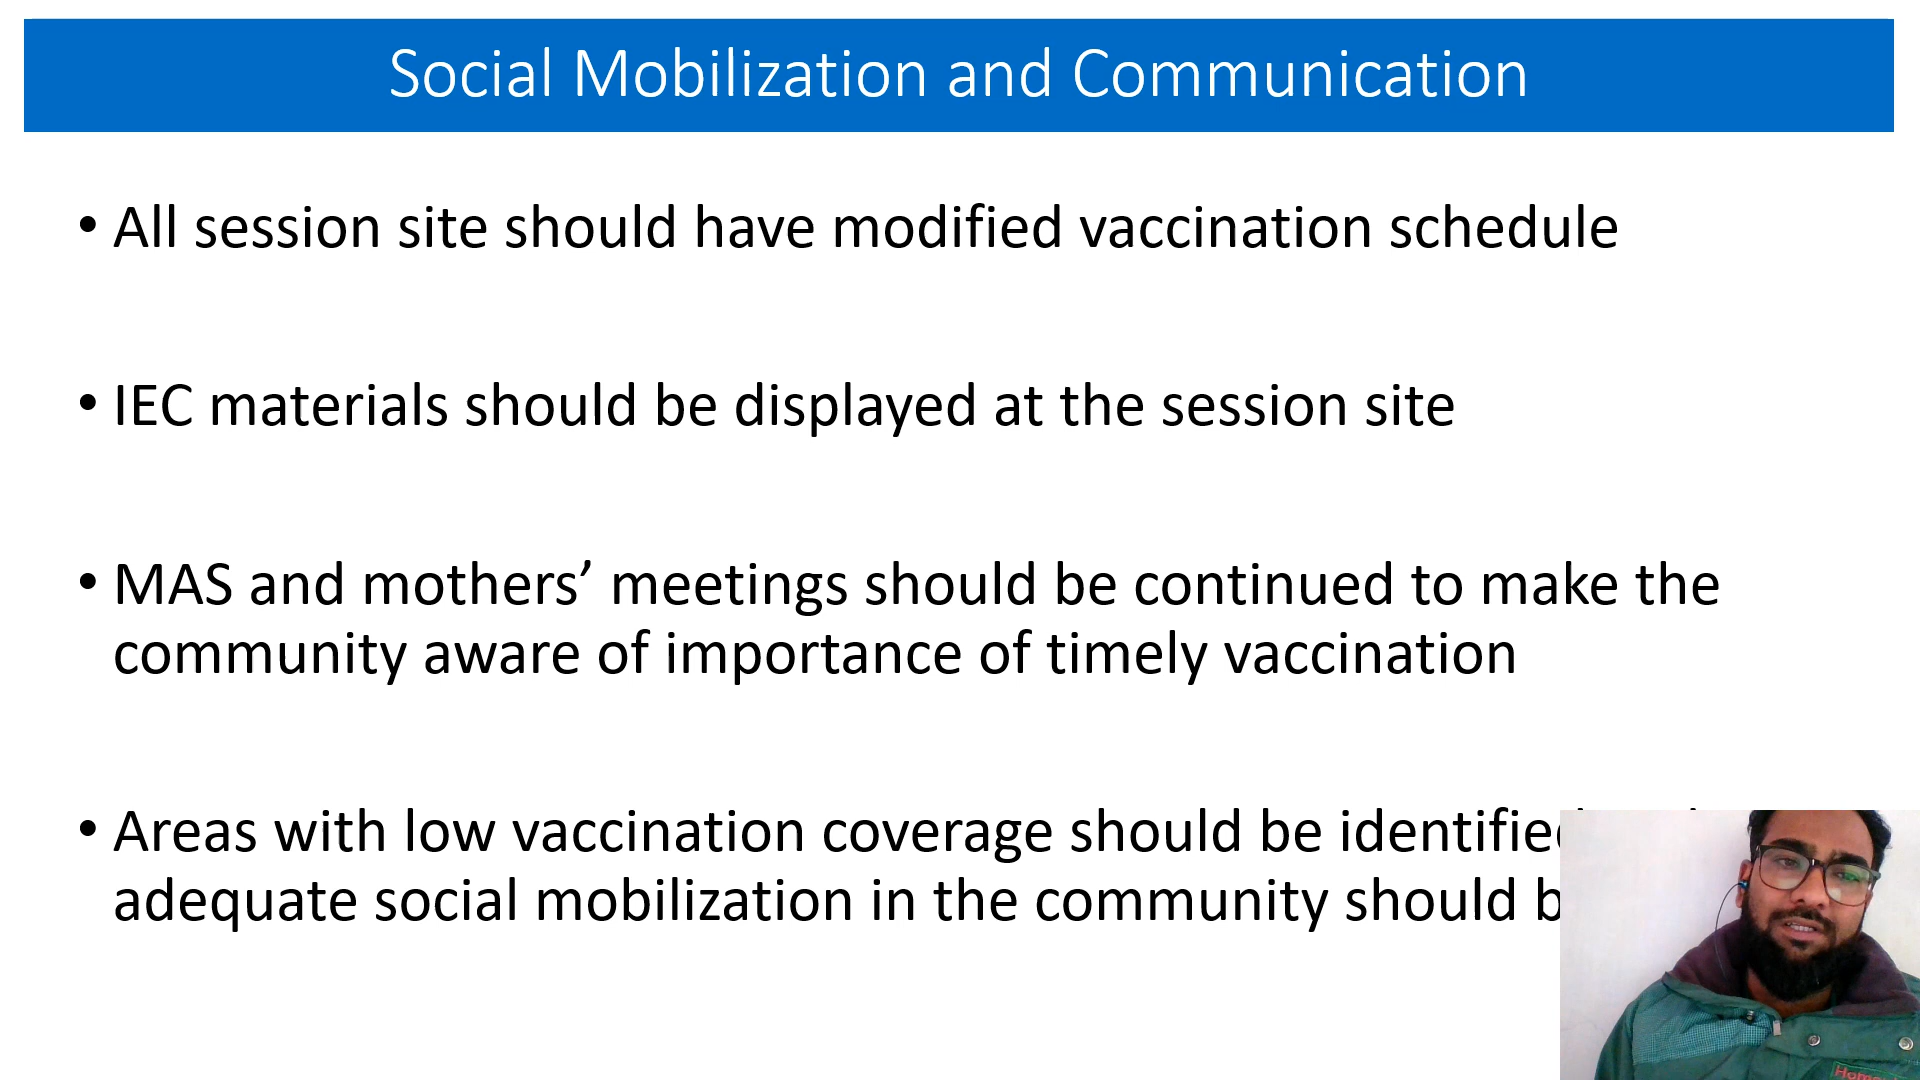 Social Mobilization and Communication
• All session site should have modified vaccination schedule
• IEC materials should be displayed at the session site
• MAS and mothers’ meetings should be continued to make the
community aware of importance of timely vaccination
• Areas with low vaccination coverage should be
adequate social mobilization in the community should